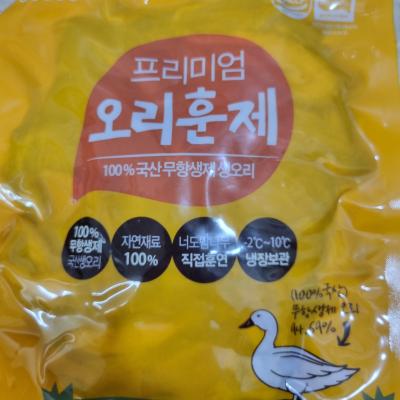 프리미엄
오리훈제
100% 국산 무항생제 생오리
100%
무항생제
국산생오리
자연재료
100%
너도밤나무
직접훈연
-2℃~10℃
냉장보관
(100%국산)
무항생제 오리